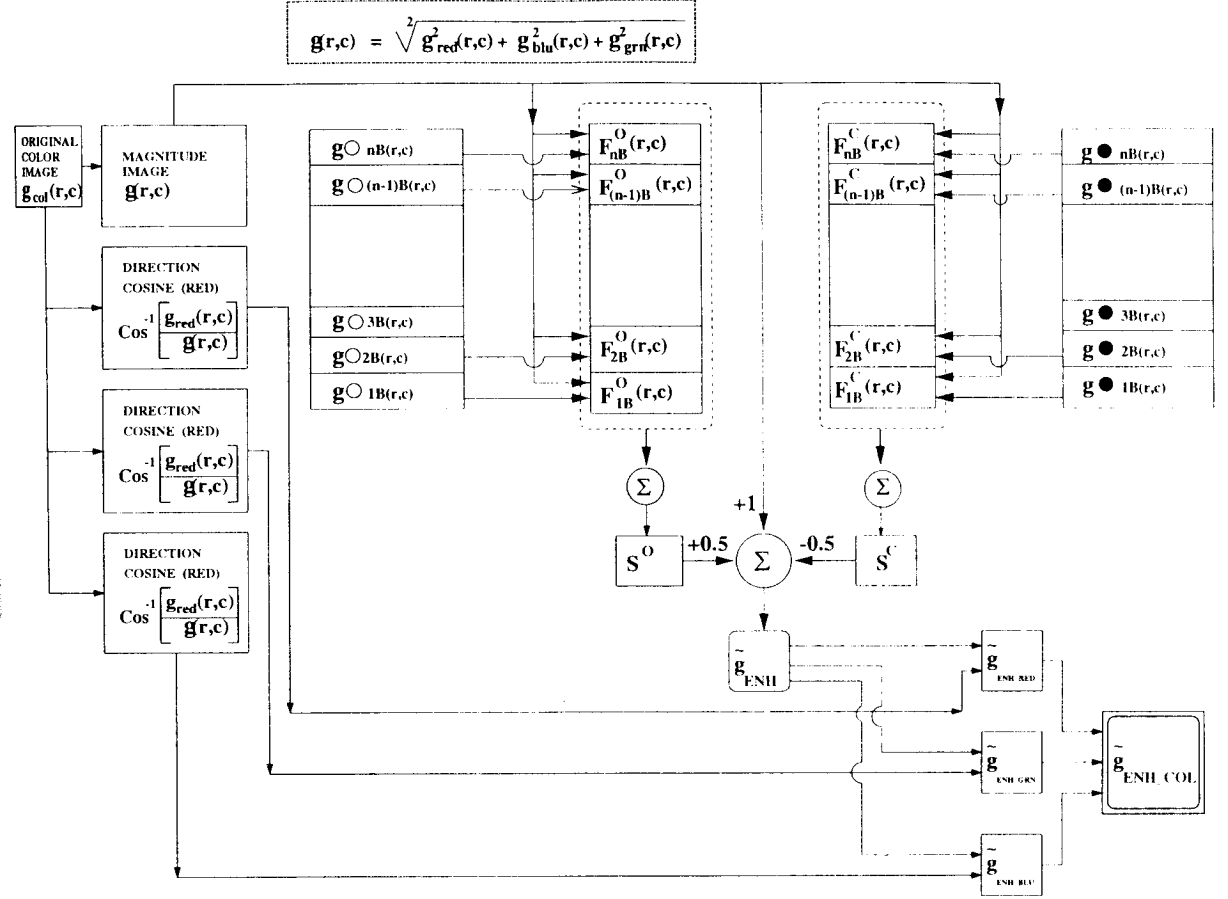 g(r,c) = ²√ g²red(r,c) + g²blu(r,c) + g²grn(r,c)
ORIGINAL
COLOR
IMAGE
gcol(r,c)
MAGNITUDE
IMAGE
g(r,c)
DIRECTION
COSINE (RED)
Cos⁻¹ [gred(r,c) / g(r,c)]
DIRECTION
COSINE (RED)
Cos⁻¹ [gred(r,c) / g(r,c)]
DIRECTION
COSINE (RED)
Cos⁻¹ [gred(r,c) / g(r,c)]
g○ nB(r,c)
g○ (n-1)B(r,c)
g○ 3B(r,c)
g○ 2B(r,c)
g○ 1B(r,c)
F^O_nB (r,c)
F^O_(n-1)B (r,c)
F^O_2B (r,c)
F^O_1B (r,c)
F^C_nB (r,c)
F^C_(n-1)B (r,c)
F^C_2B (r,c)
F^C_1B (r,c)
g● nB(r,c)
g● (n-1)B(r,c)
g● 3B(r,c)
g● 2B(r,c)
g● 1B(r,c)
Σ
Σ
+1
S^O
+0.5
Σ
-0.5
S^C
g̃ ENH
g̃ ENH_RED
g̃ ENH_GRN
g̃ ENH_BLU
g̃ ENH_COL